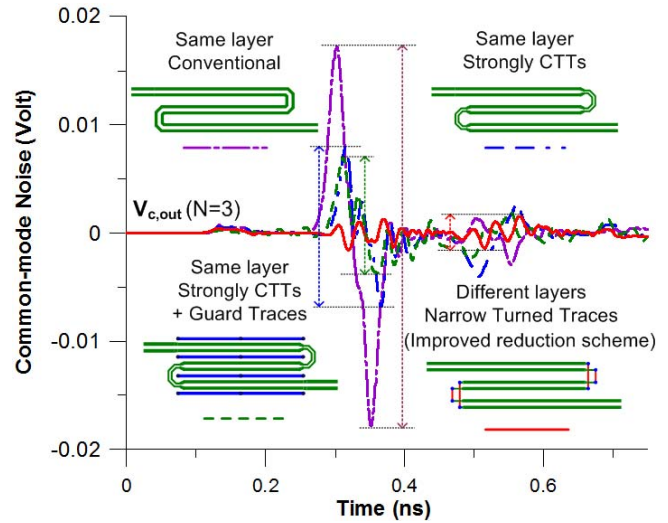 0.02
Same layer
Conventional
Same layer
Strongly CTTs
0.01
Common-mode Noise (Volt)
Vc,out (N=3)
0
Same layer
Strongly CTTs
+ Guard Traces
Different layers
Narrow Turned Traces
(Improved reduction scheme)
-0.01
-0.02
0
0.2
0.4
0.6
Time (ns)